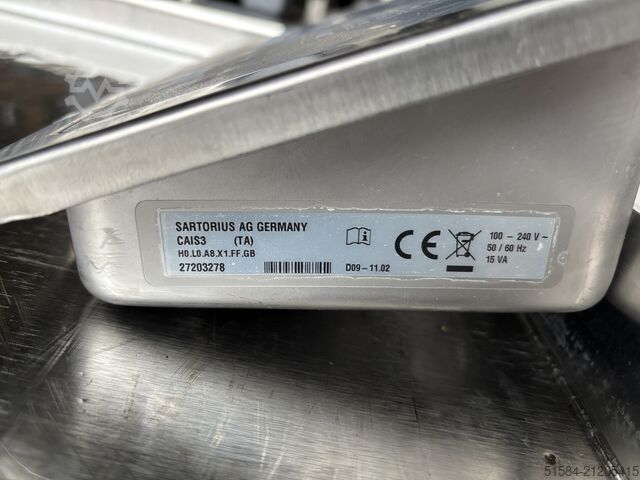 SARTORIUS AG GERMANY
CAIS3 (TA)
H0.L0.A8.X1.FF.GB
27203278
D09-11.02
CE
100 - 240 V ~
50 / 60 Hz
15 VA
51584-21205415